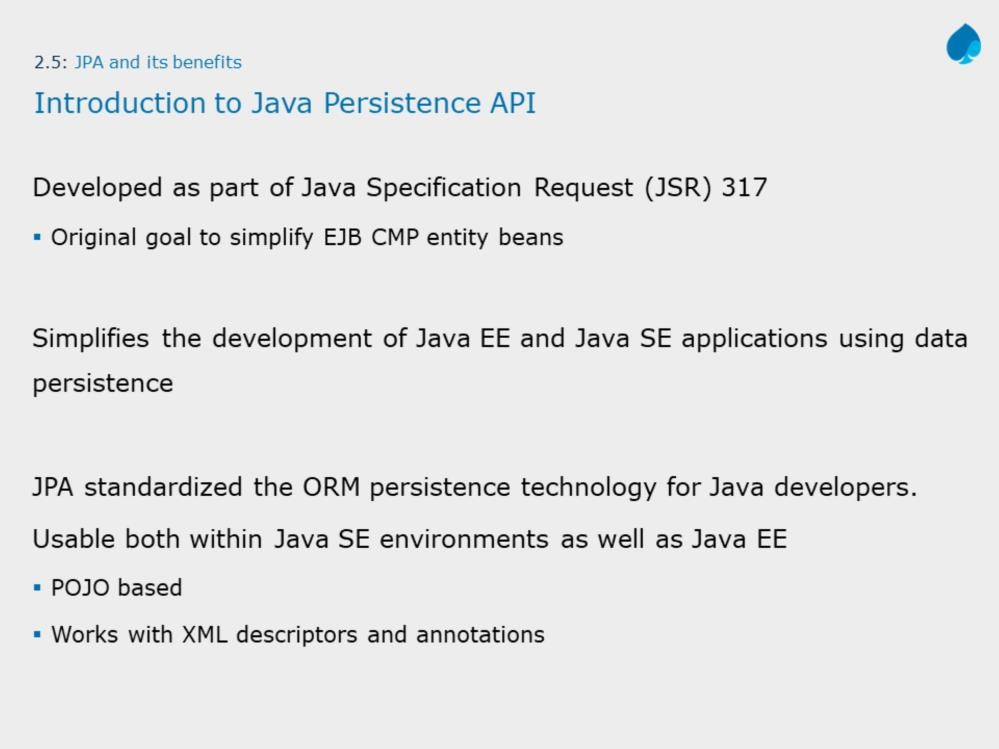 2.5: JPA and its benefits
Introduction to Java Persistence API
Developed as part of Java Specification Request (JSR) 317
▪ Original goal to simplify EJB CMP entity beans
Simplifies the development of Java EE and Java SE applications using data
persistence
JPA standardized the ORM persistence technology for Java developers.
Usable both within Java SE environments as well as Java EE
▪ POJO based
▪ Works with XML descriptors and annotations